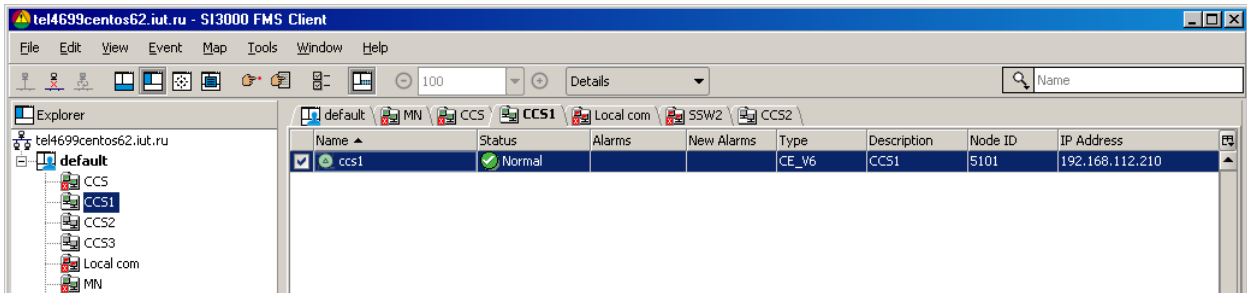 tel4699centos62.iut.ru - SI3000 FMS Client
File Edit View Event Map Tools Window Help
100 Details Name
Explorer
default MN CCS CCS1 Local com SSW2 CCS2
tel4699centos62.iut.ru
Name Status Alarms New Alarms Type Description Node ID IP Address
default
ccs1 Normal CE_V6 CCS1 5101 192.168.112.210
CCS
CCS1
CCS2
CCS3
Local com
MN